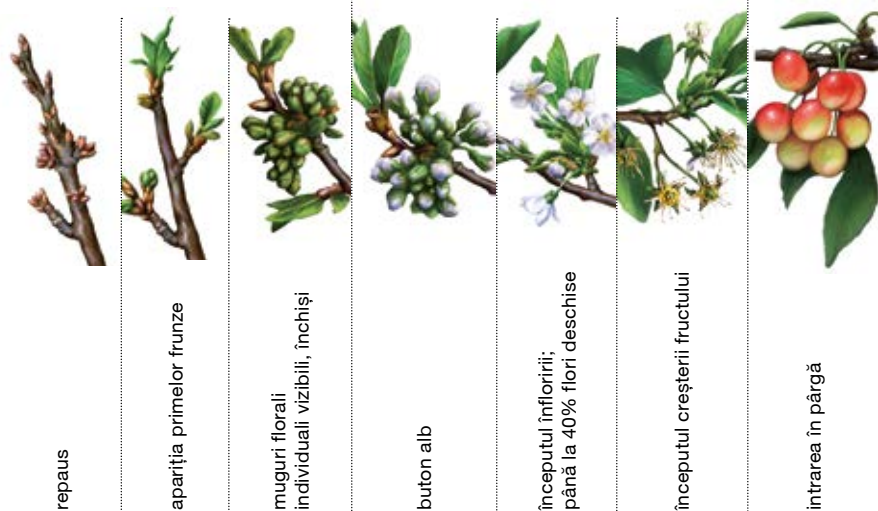 repaus
apariția primelor frunze
muguri florali
individuali vizibili, închiși
buton alb
începutul înfloririi;
până la 40% flori deschise
începutul creșterii fructului
intrarea în pârgă